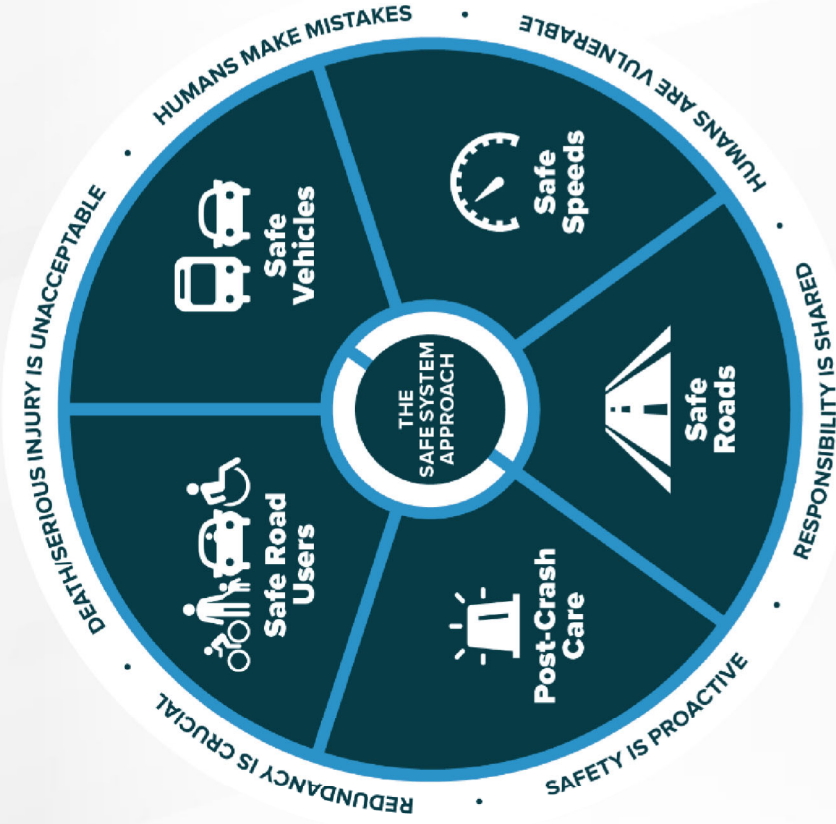 DEATH/SERIOUS INJURY IS UNACCEPTABLE
HUMANS MAKE MISTAKES
HUMANS ARE VULNERABLE
RESPONSIBILITY IS SHARED
SAFETY IS PROACTIVE
REDUNDANCY IS CRUCIAL
Safe Road
Users
Safe
Vehicles
Safe
Speeds
Safe
Roads
Post-Crash
Care
THE
SAFE SYSTEM
APPROACH